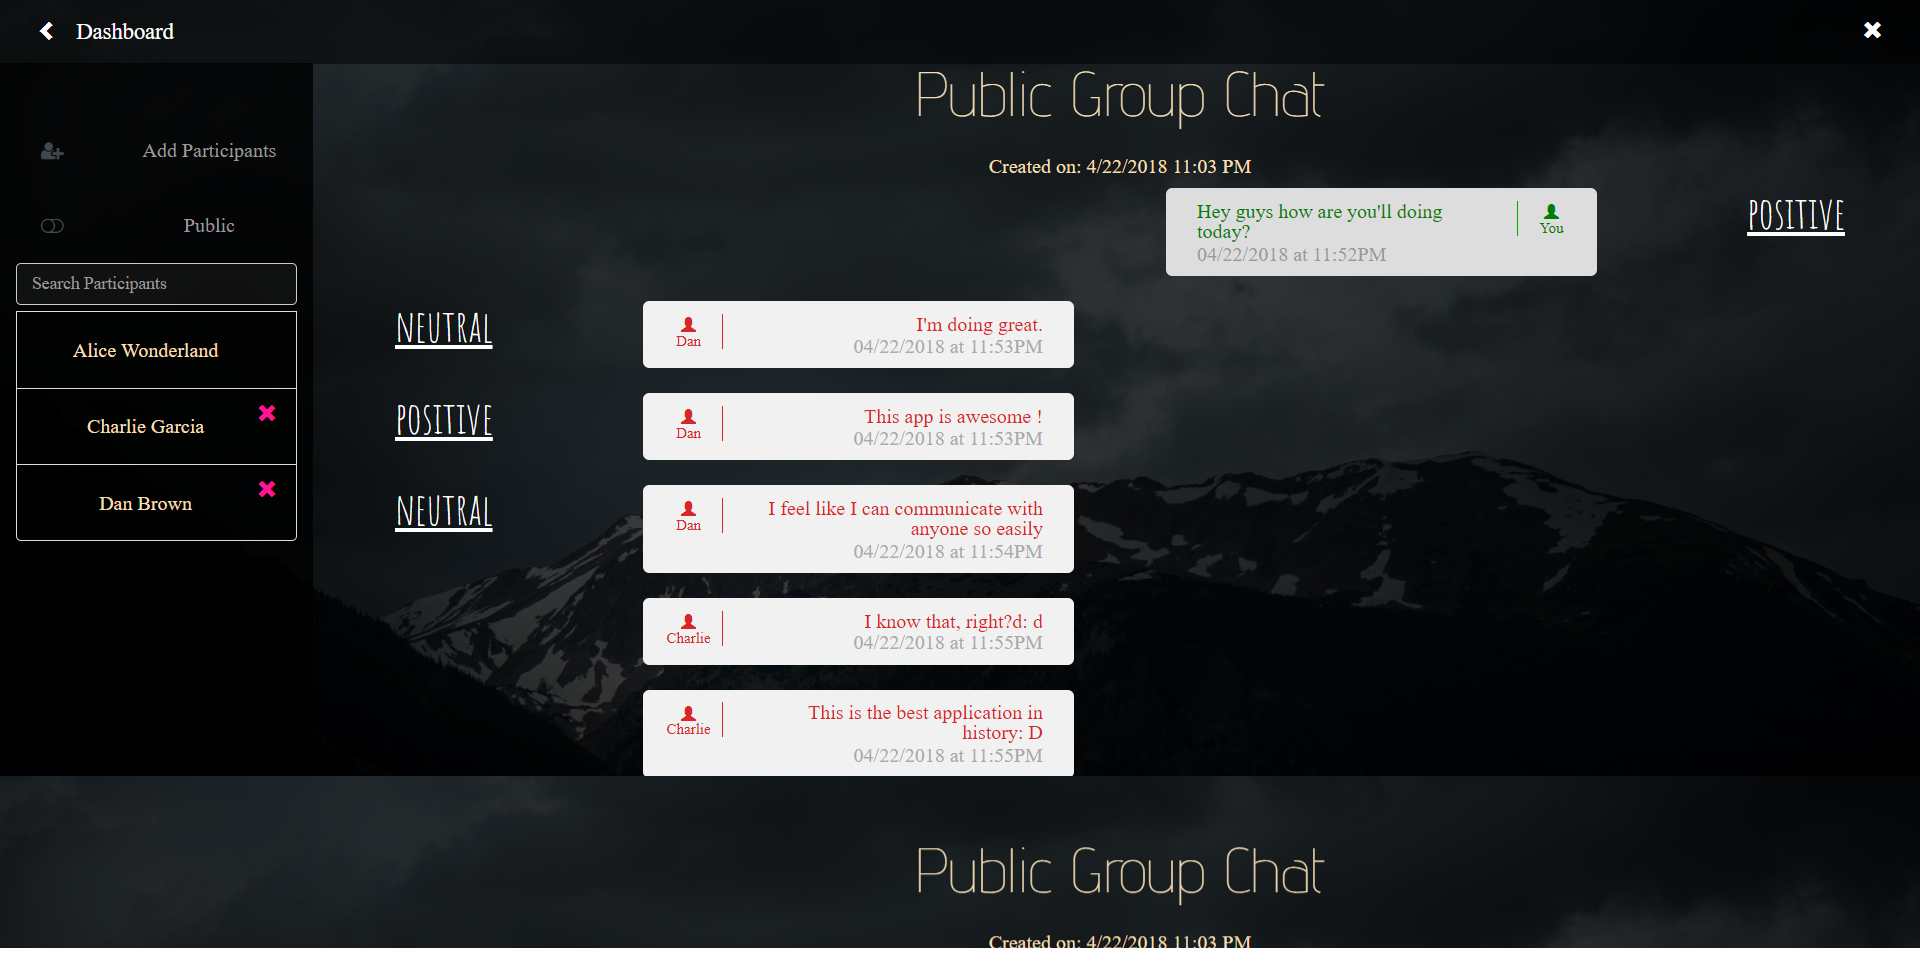 Dashboard
Add Participants
Public
Search Participants
Alice Wonderland
Charlie Garcia
Dan Brown
Public Group Chat
Created on: 4/22/2018 11:03 PM
Hey guys how are you'll doing
today?
04/22/2018 at 11:52PM
You
POSITIVE
NEUTRAL
Dan
I'm doing great.
04/22/2018 at 11:53PM
POSITIVE
Dan
This app is awesome !
04/22/2018 at 11:53PM
NEUTRAL
Dan
I feel like I can communicate with
anyone so easily
04/22/2018 at 11:54PM
Charlie
I know that, right?d: d
04/22/2018 at 11:55PM
Charlie
This is the best application in
history: D
04/22/2018 at 11:55PM
Public Group Chat
Created on: 4/22/2018 11:03 PM